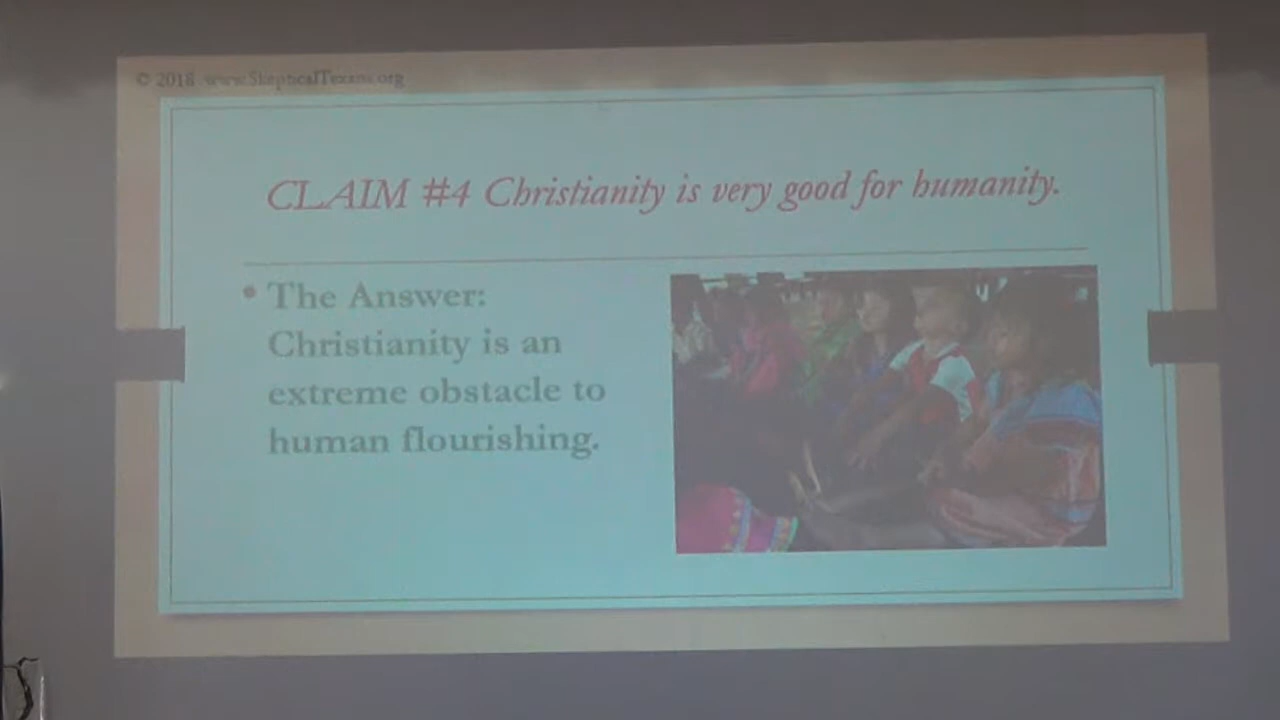 © 2018 www.SkepticalTexans.org
CLAIM #4 Christianity is very good for humanity.
• The Answer:
Christianity is an
extreme obstacle to
human flourishing.